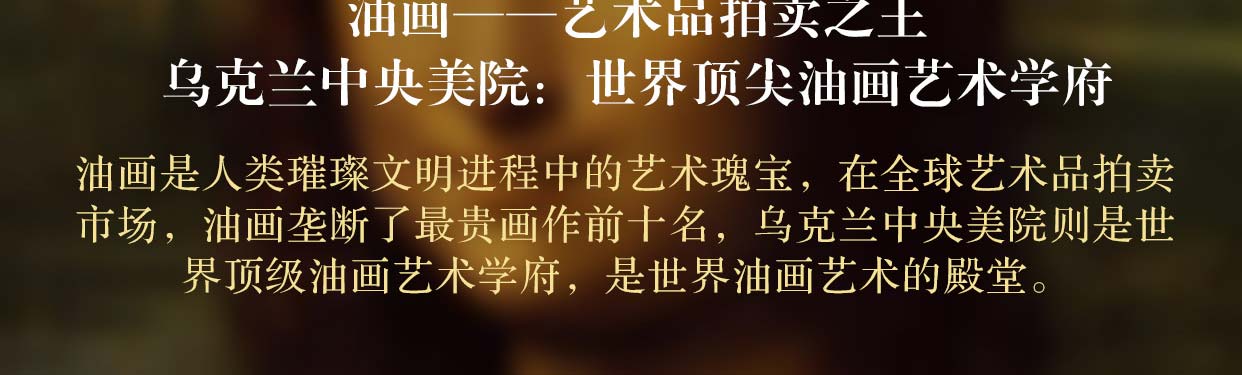 油画——艺术品拍卖之王
乌克兰中央美院：世界顶尖油画艺术学府
油画是人类璀璨文明进程中的艺术瑰宝，在全球艺术品拍卖
市场，油画垄断了最贵画作前十名，乌克兰中央美院则是世
界顶级油画艺术学府，是世界油画艺术的殿堂。